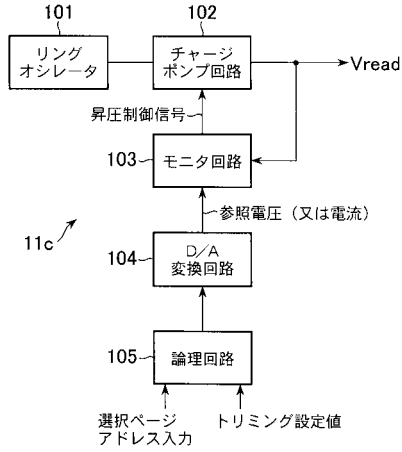 101
リング
オシレータ
102
チャージ
ポンプ回路
Vread
昇圧制御信号
103
モニタ回路
参照電圧（又は電流）
11c
104
D／A
変換回路
105
論理回路
選択ページ
アドレス入力
トリミング設定値